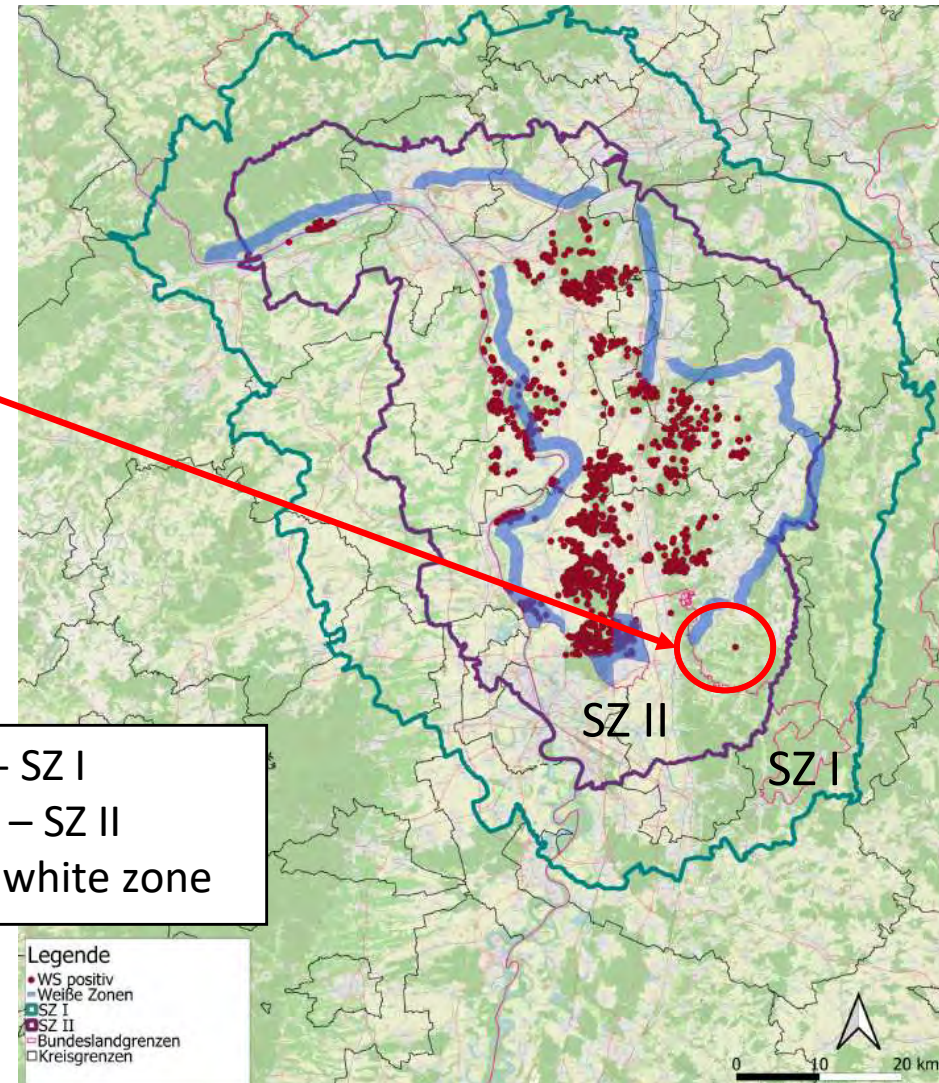 SZ II
SZ I
– SZ I
– SZ II
white zone
Legende
WS positiv
Weiße Zonen
SZ I
SZ II
Bundeslandgrenzen
Kreisgrenzen
0 10 20 km